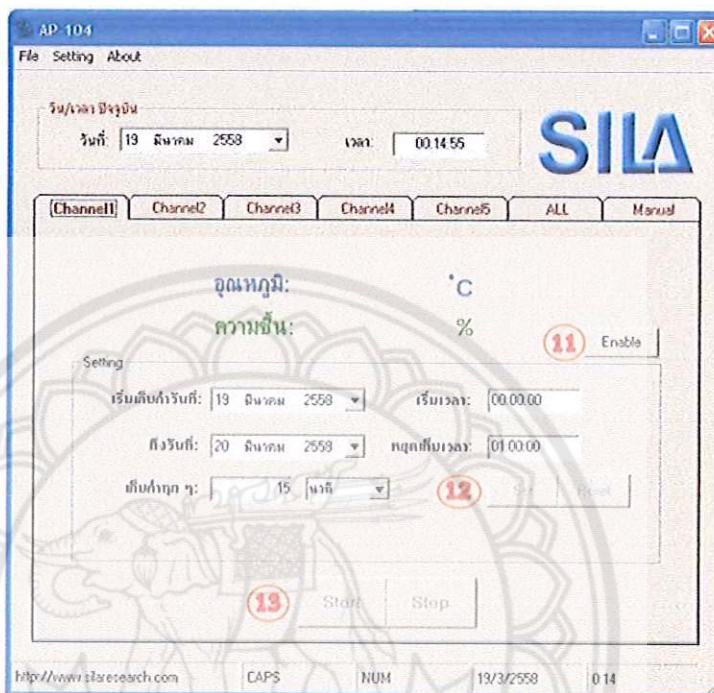 AP-104
File Setting About
วัน/เวลา ปัจจุบัน
วันที่: 19 มีนาคม 2558 เวลา: 00:14:55
SILA
Channel1 Channel2 Channel3 Channel4 Channel5 ALL Manual
อุณหภูมิ: °C
ความชื้น: %
11 Enable
Setting
เริ่มเก็บค่าวันที่: 19 มีนาคม 2558 เริ่มเวลา: 00:00:00
ถึงวันที่: 20 มีนาคม 2558 หยุดเก็บเวลา: 01:00:00
เก็บค่าทุก ๆ: 15 นาที 12 Set Reset
13 Start Stop
http://www.silaresearch.com CAPS NUM 19/3/2558 0:14